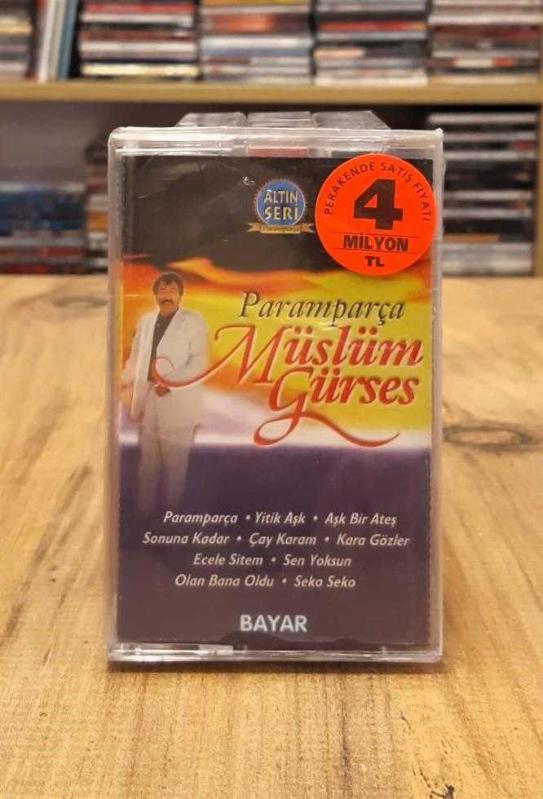 ALTIN
SERİ
PERAKENDE SATIŞ FİYATI
4
MİLYON
TL
Paramparça
Müslüm
Gürses
Paramparça • Yitik Aşk • Aşk Bir Ateş
Sonuna Kadar • Çay Karam • Kara Gözler
Ecele Sitem • Sen Yoksun
Olan Bana Oldu • Seko Seko
BAYAR